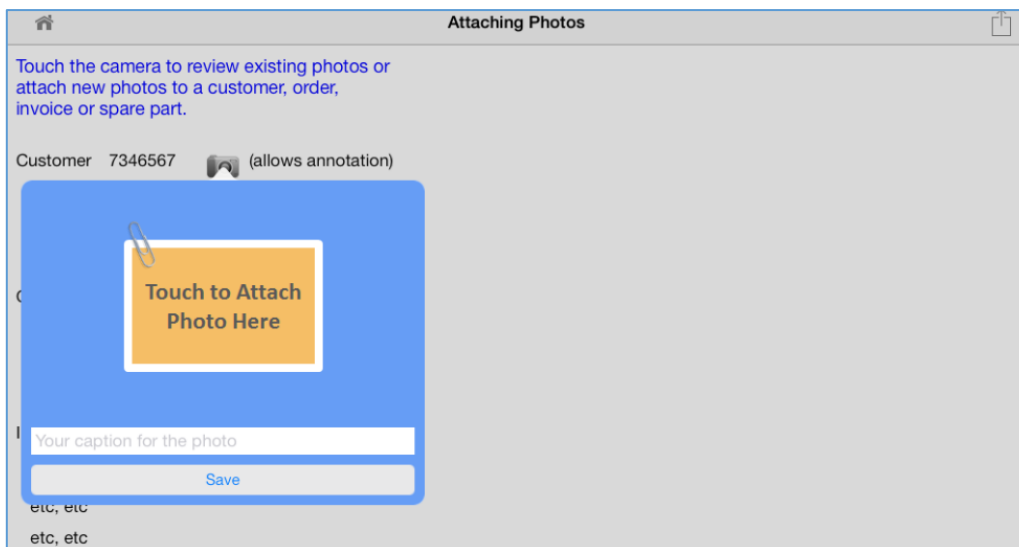 Attaching Photos
Touch the camera to review existing photos or
attach new photos to a customer, order,
invoice or spare part.
Customer 7346567 (allows annotation)
Touch to Attach
Photo Here
Your caption for the photo
Save
etc, etc
etc, etc